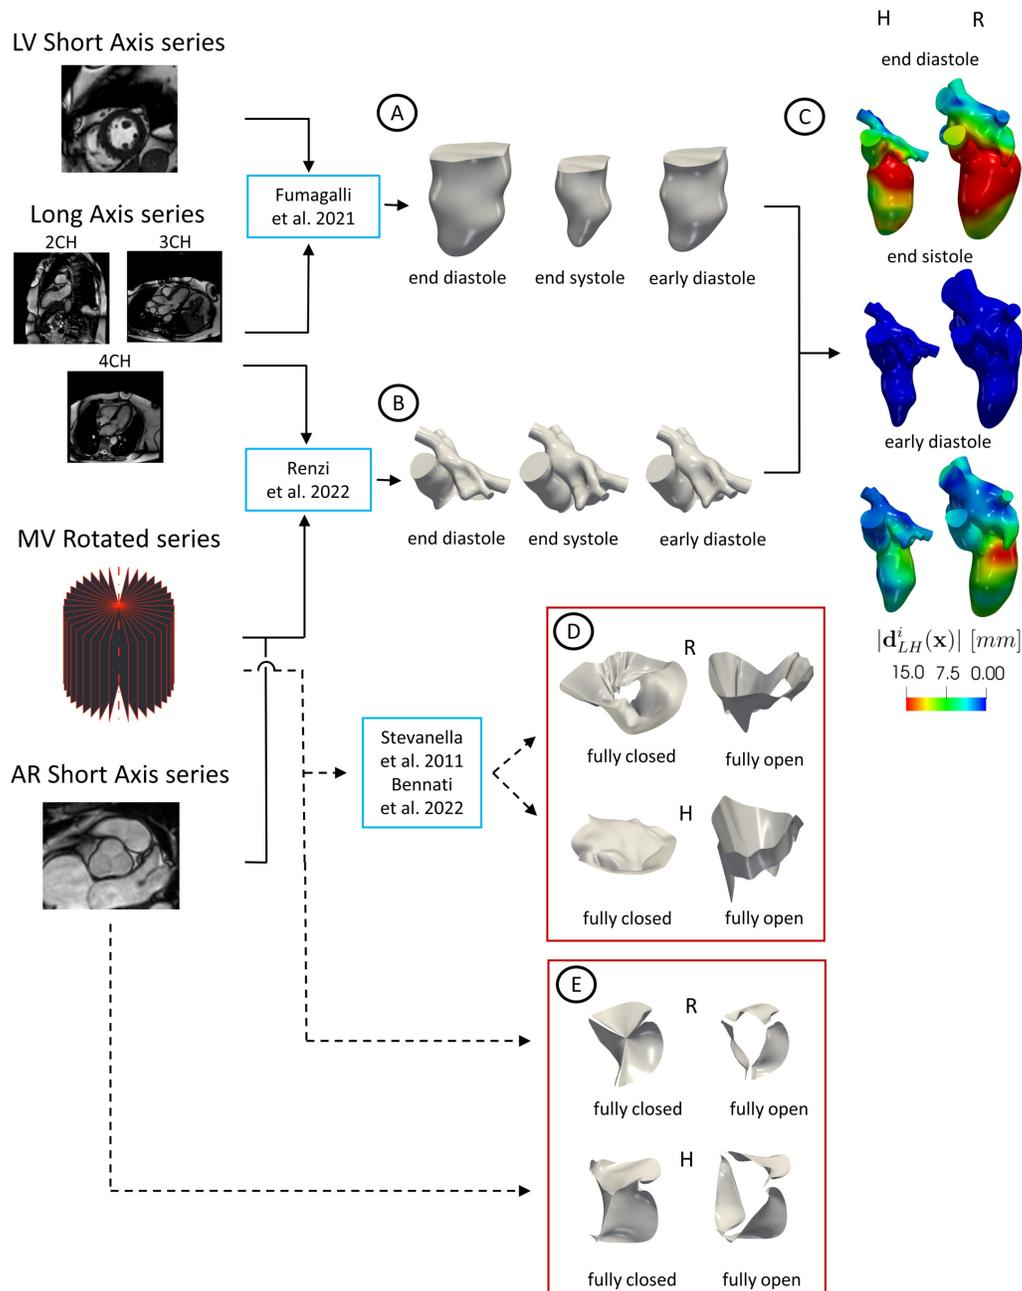 LV Short Axis series
Long Axis series
2CH
3CH
4CH
MV Rotated series
AR Short Axis series
Fumagalli
et al. 2021
Renzi
et al. 2022
Stevanella
et al. 2011
Bennati
et al. 2022
A
end diastole
end systole
early diastole
B
end diastole
end systole
early diastole
C
H
R
end diastole
end sistole
early diastole
|d^i_{LH}(x)| [mm]
15.0 7.5 0.00
D
R
fully closed
fully open
H
fully closed
fully open
E
R
fully closed
fully open
H
fully closed
fully open